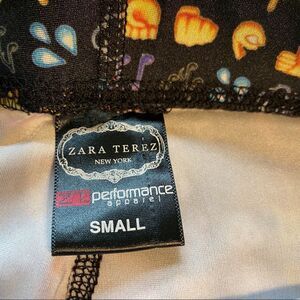 ZARA TEREZ
NEW YORK
performance
apparel
SMALL